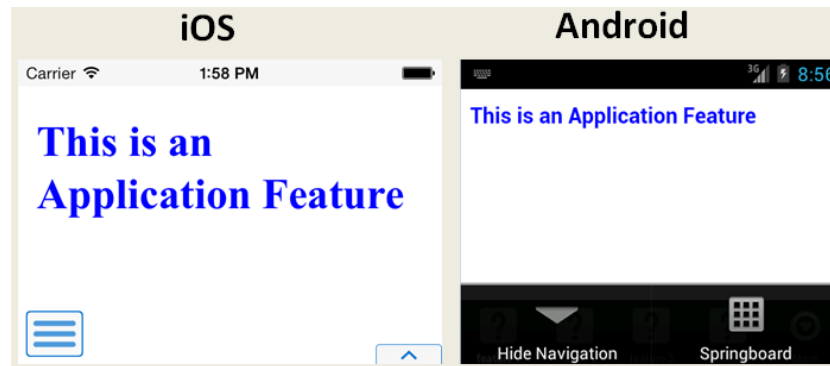 iOS
Android
Carrier
1:58 PM
3G
8:56
This is an
Application Feature
This is an Application Feature
Hide Navigation
Springboard